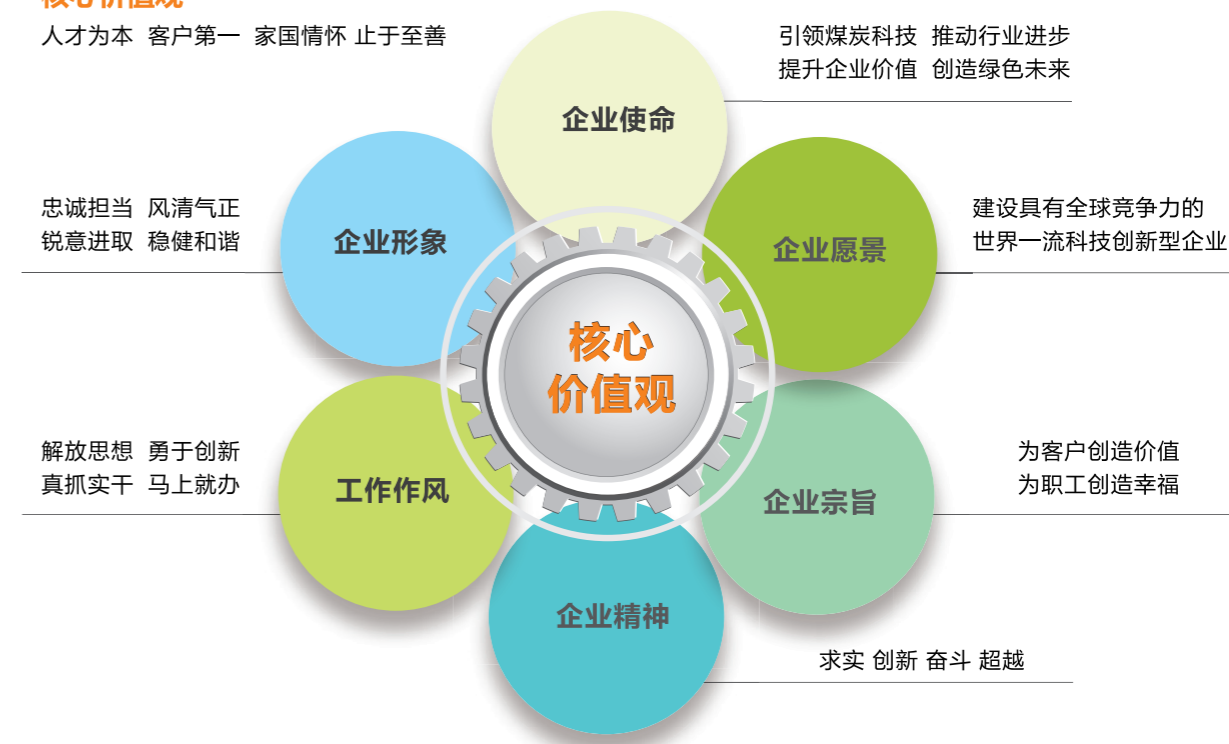 核心价值观
人才为本 客户第一 家国情怀 止于至善
引领煤炭科技 推动行业进步
提升企业价值 创造绿色未来
企业使命
忠诚担当 风清气正
锐意进取 稳健和谐
企业形象
企业愿景
建设具有全球竞争力的
世界一流科技创新型企业
核心
价值观
解放思想 勇于创新
真抓实干 马上就办
工作作风
企业宗旨
为客户创造价值
为职工创造幸福
企业精神
求实 创新 奋斗 超越